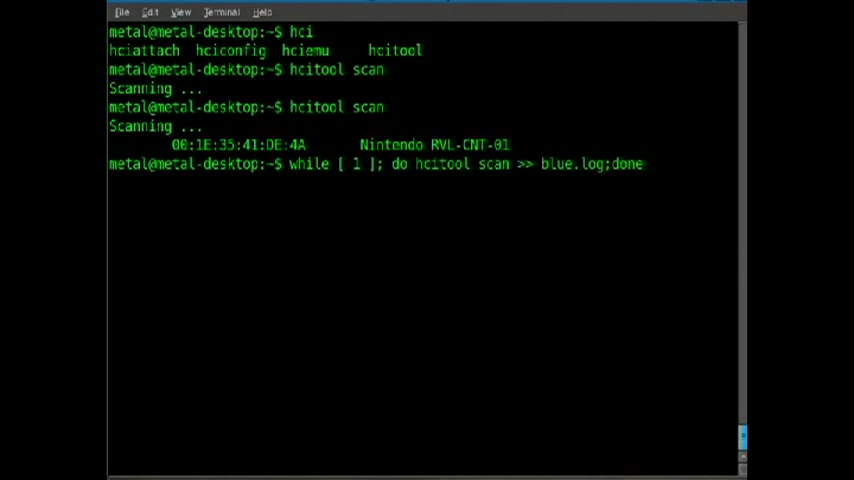 File Edit View Terminal Help
metal@metal-desktop:~$ hci
hciattach hciconfig hciemu hcitool
metal@metal-desktop:~$ hcitool scan
Scanning ...
metal@metal-desktop:~$ hcitool scan
Scanning ...
00:1E:35:41:DE:4A Nintendo RVL-CNT-01
metal@metal-desktop:~$ while [ 1 ]; do hcitool scan >> blue.log;done